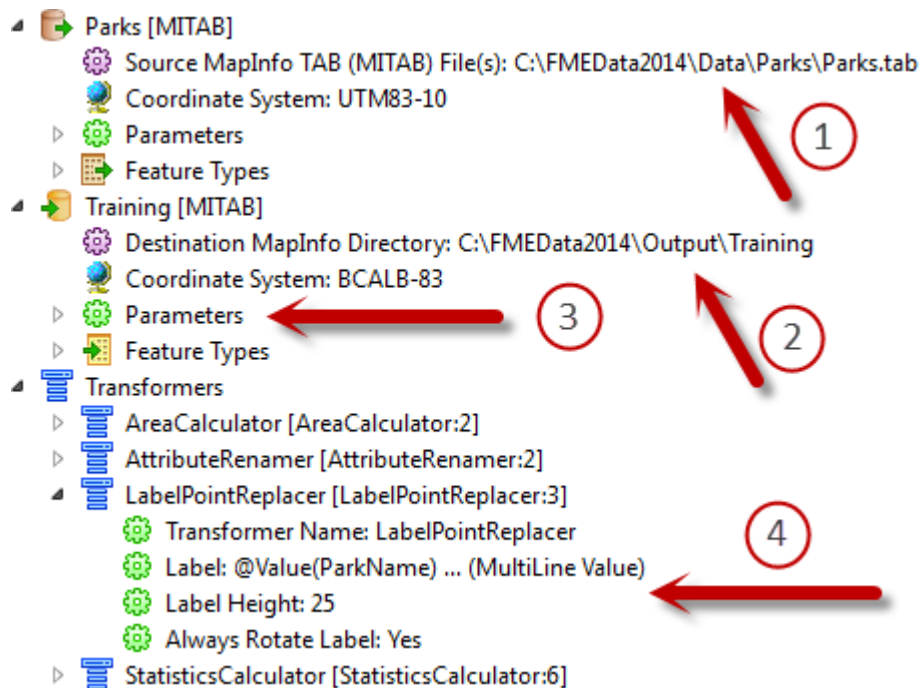 Parks [MITAB]
Source MapInfo TAB (MITAB) File(s): C:\FMEData2014\Data\Parks\Parks.tab
Coordinate System: UTM83-10
1
Parameters
Feature Types
Training [MITAB]
Destination MapInfo Directory: C:\FMEData2014\Output\Training
Coordinate System: BCALB-83
Parameters
3
2
Feature Types
Transformers
AreaCalculator [AreaCalculator:2]
AttributeRenamer [AttributeRenamer:2]
LabelPointReplacer [LabelPointReplacer:3]
Transformer Name: LabelPointReplacer
4
Label: @Value(ParkName) ... (MultiLine Value)
Label Height: 25
Always Rotate Label: Yes
StatisticsCalculator [StatisticsCalculator:6]